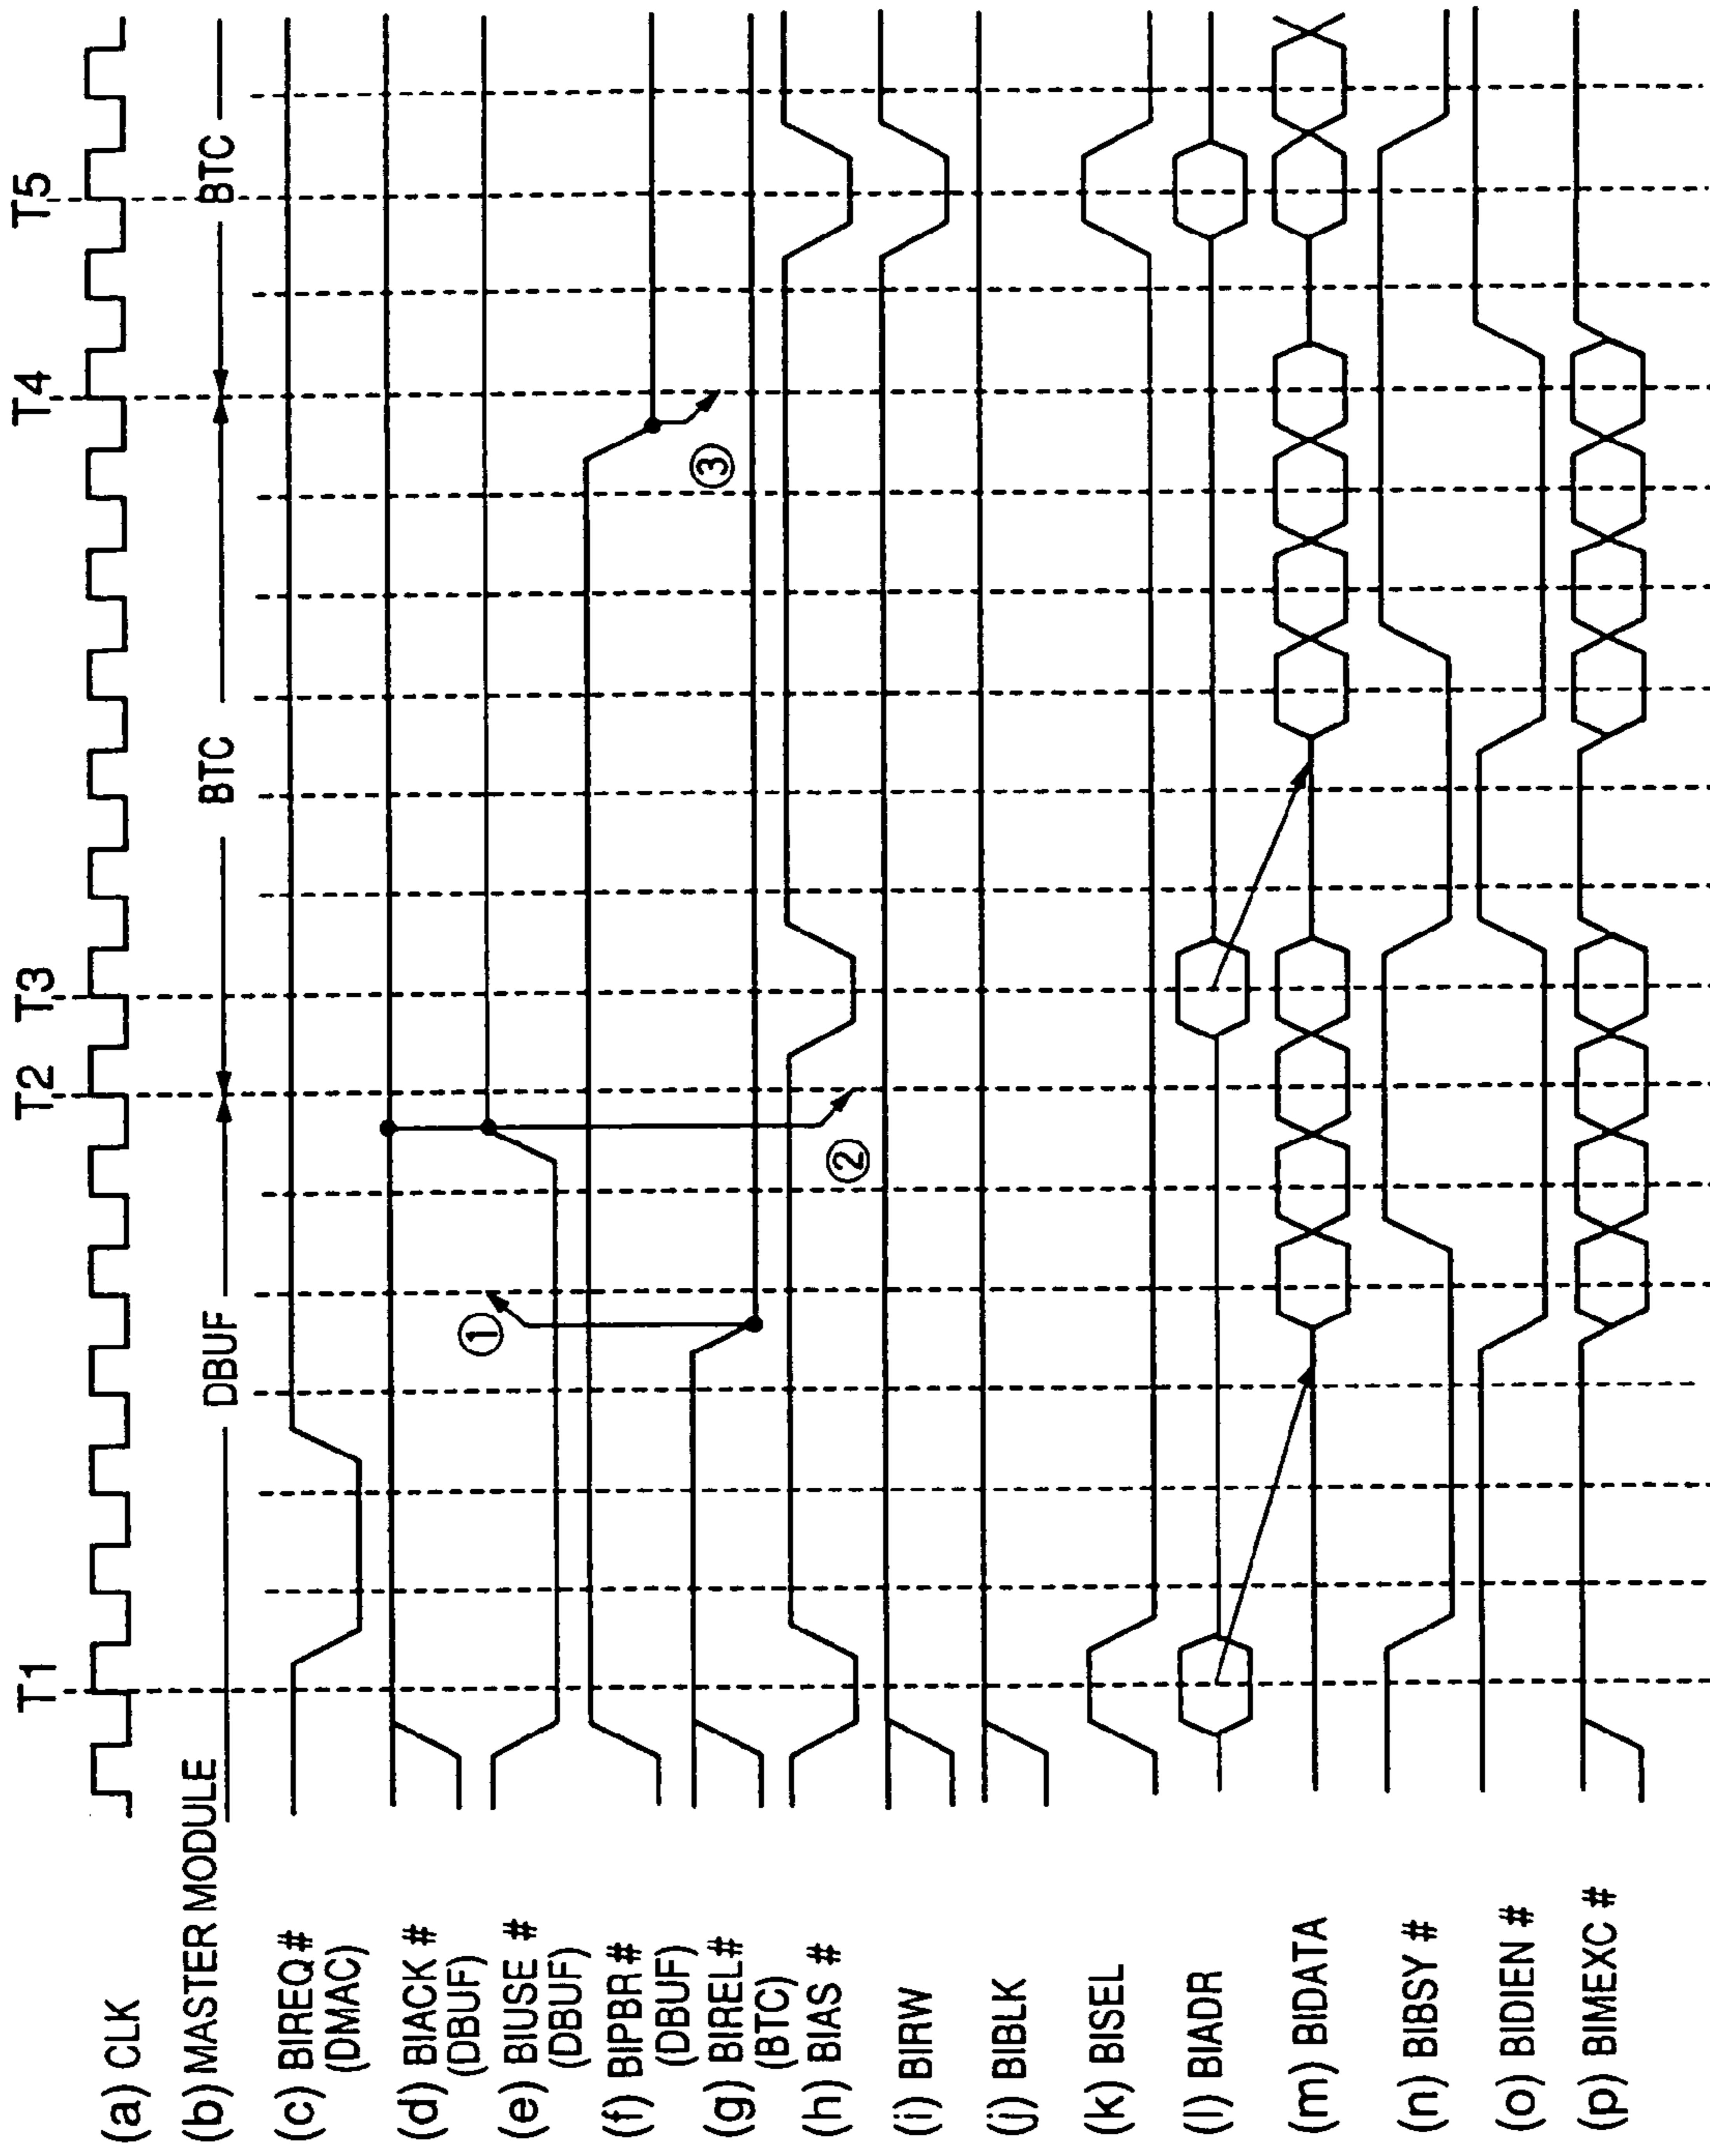 T1
T2
T3
T4
T5
(a) CLK
(b) MASTER MODULE
DBUF
BTC
BTC
(c) BIREQ #
(DMAC)
(d) BIACK #
(DBUF)
(e) BIUSE #
(DBUF)
(f) BIPBR #
(DBUF)
(g) BIREL #
(BTC)
(h) BIAS #
(i) BIRW
(j) BIBLK
(k) BISEL
(l) BIADR
(m) BIDATA
(n) BIBSY #
(o) BIDIEN #
(p) BIMEXC #
①
②
③